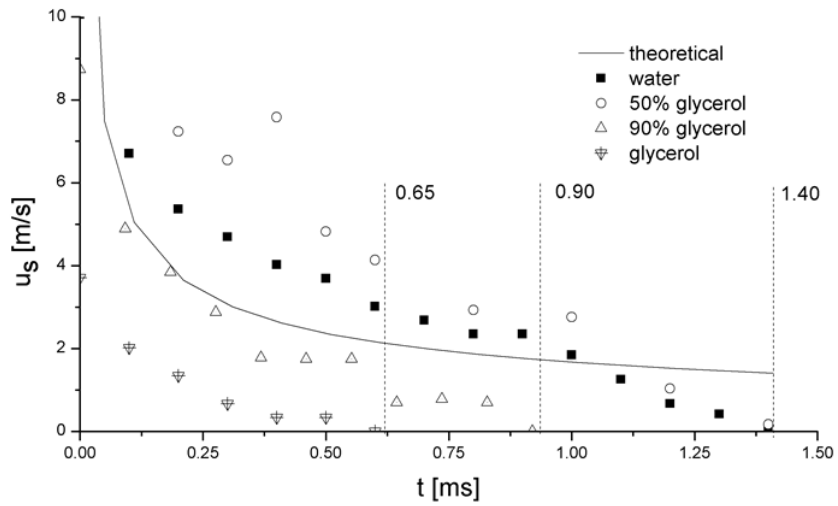 10
8
6
4
2
0
u_s [m/s]
theoretical
water
50% glycerol
90% glycerol
glycerol
0.65
0.90
1.40
0.00
0.25
0.50
0.75
1.00
1.25
1.50
t [ms]